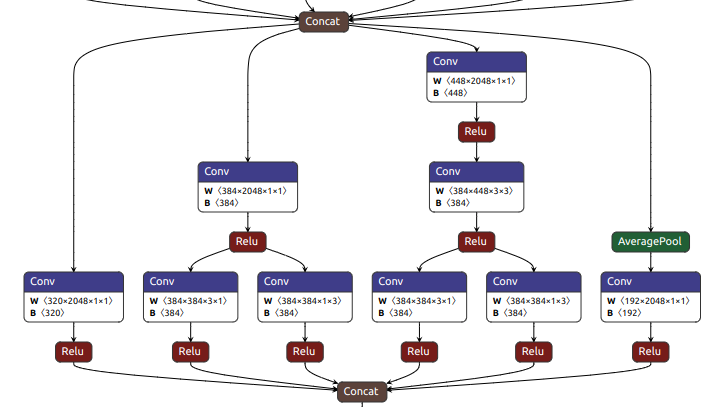 Concat
Conv
W ⟨448×2048×1×1⟩
B ⟨448⟩
Relu
Conv
W ⟨384×2048×1×1⟩
B ⟨384⟩
Conv
W ⟨384×448×3×3⟩
B ⟨384⟩
Relu
Relu
AveragePool
Conv
W ⟨320×2048×1×1⟩
B ⟨320⟩
Conv
W ⟨384×384×3×1⟩
B ⟨384⟩
Conv
W ⟨384×384×1×3⟩
B ⟨384⟩
Conv
W ⟨384×384×3×1⟩
B ⟨384⟩
Conv
W ⟨384×384×1×3⟩
B ⟨384⟩
Conv
W ⟨192×2048×1×1⟩
B ⟨192⟩
Relu
Relu
Relu
Relu
Relu
Relu
Concat